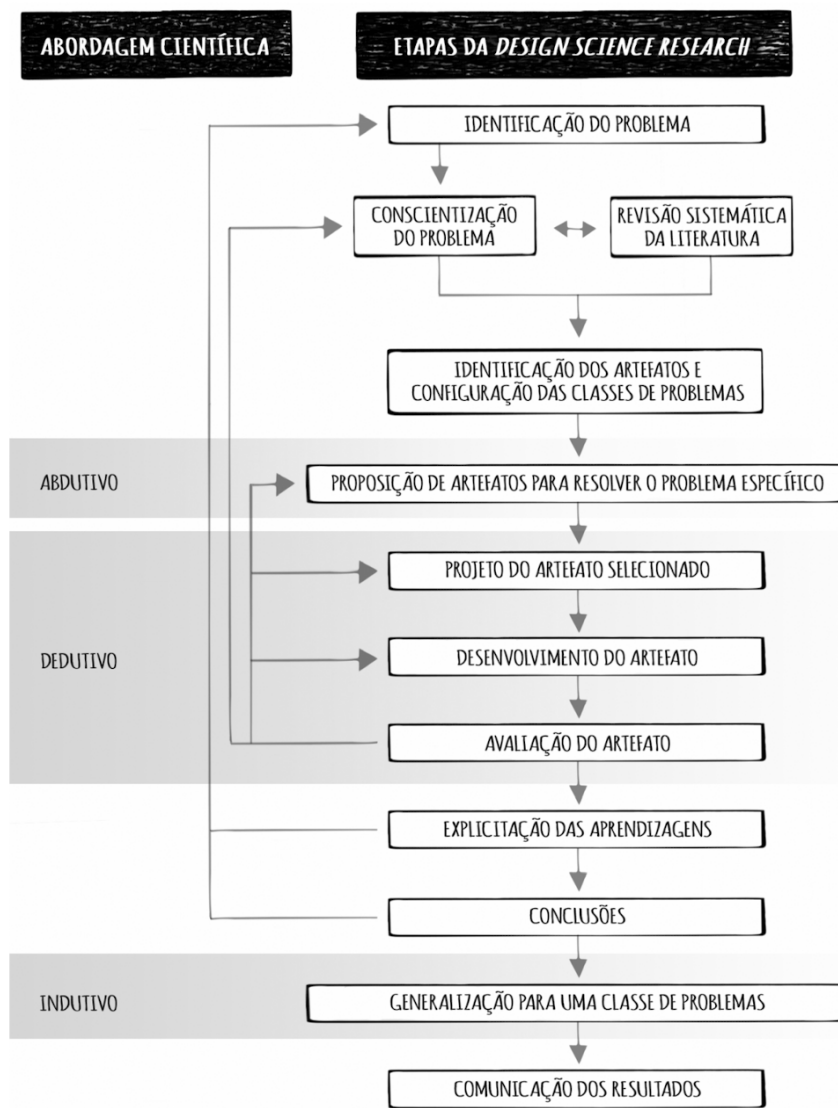 ABORDAGEM CIENTÍFICA
ETAPAS DA DESIGN SCIENCE RESEARCH
IDENTIFICAÇÃO DO PROBLEMA
CONSCIENTIZAÇÃO
DO PROBLEMA
REVISÃO SISTEMÁTICA
DA LITERATURA
IDENTIFICAÇÃO DOS ARTEFATOS E
CONFIGURAÇÃO DAS CLASSES DE PROBLEMAS
ABDUTIVO
PROPOSIÇÃO DE ARTEFATOS PARA RESOLVER O PROBLEMA ESPECÍFICO
PROJETO DO ARTEFATO SELECIONADO
DEDUTIVO
DESENVOLVIMENTO DO ARTEFATO
AVALIAÇÃO DO ARTEFATO
EXPLICITAÇÃO DAS APRENDIZAGENS
CONCLUSÕES
INDUTIVO
GENERALIZAÇÃO PARA UMA CLASSE DE PROBLEMAS
COMUNICAÇÃO DOS RESULTADOS